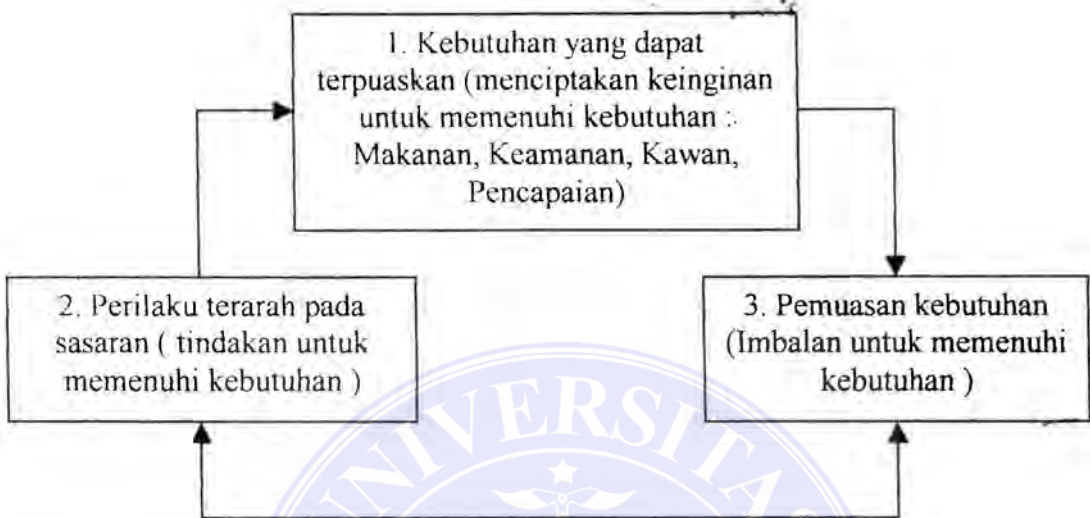 1. Kebutuhan yang dapat
terpuaskan (menciptakan keinginan
untuk memenuhi kebutuhan :
Makanan, Keamanan, Kawan,
Pencapaian)
2. Perilaku terarah pada
sasaran ( tindakan untuk
memenuhi kebutuhan )
3. Pemuasan kebutuhan
(Imbalan untuk memenuhi
kebutuhan )
UNIVERSITAS